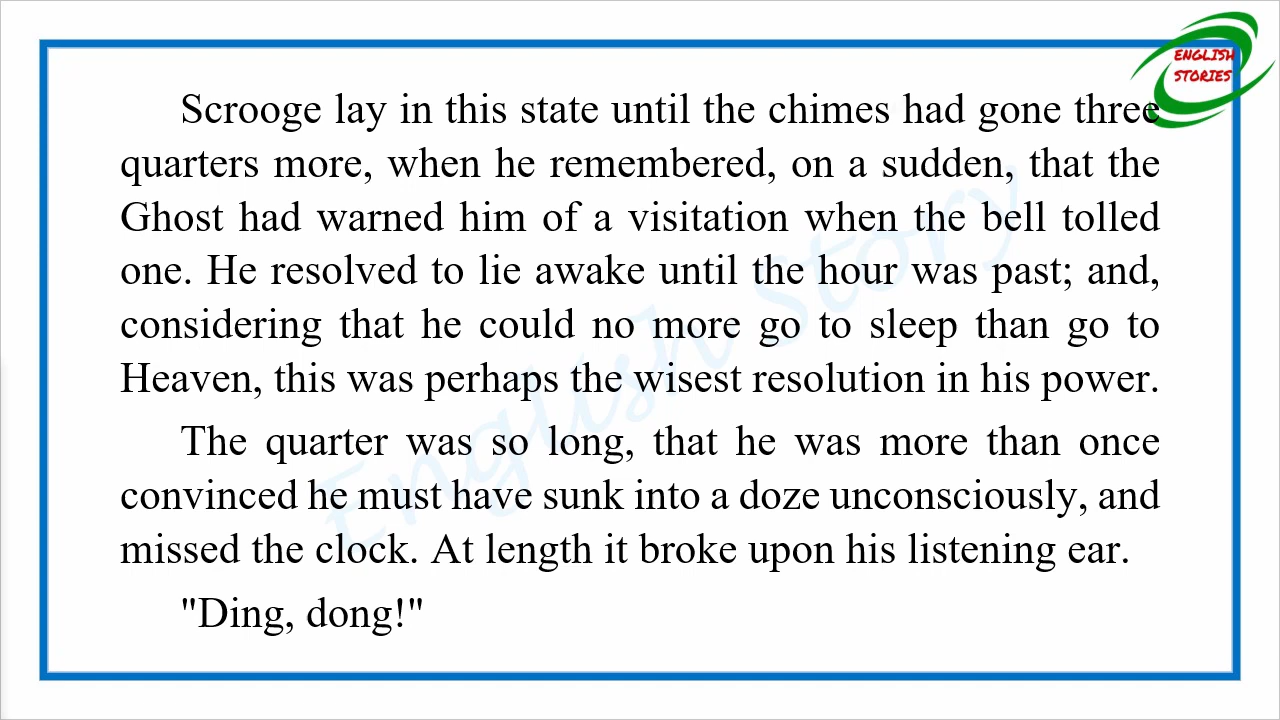 ENGLISH
STORIES
Scrooge lay in this state until the chimes had gone three
quarters more, when he remembered, on a sudden, that the
Ghost had warned him of a visitation when the bell tolled
one. He resolved to lie awake until the hour was past; and,
considering that he could no more go to sleep than go to
Heaven, this was perhaps the wisest resolution in his power.
The quarter was so long, that he was more than once
convinced he must have sunk into a doze unconsciously, and
missed the clock. At length it broke upon his listening ear.
"Ding, dong!"
English Story